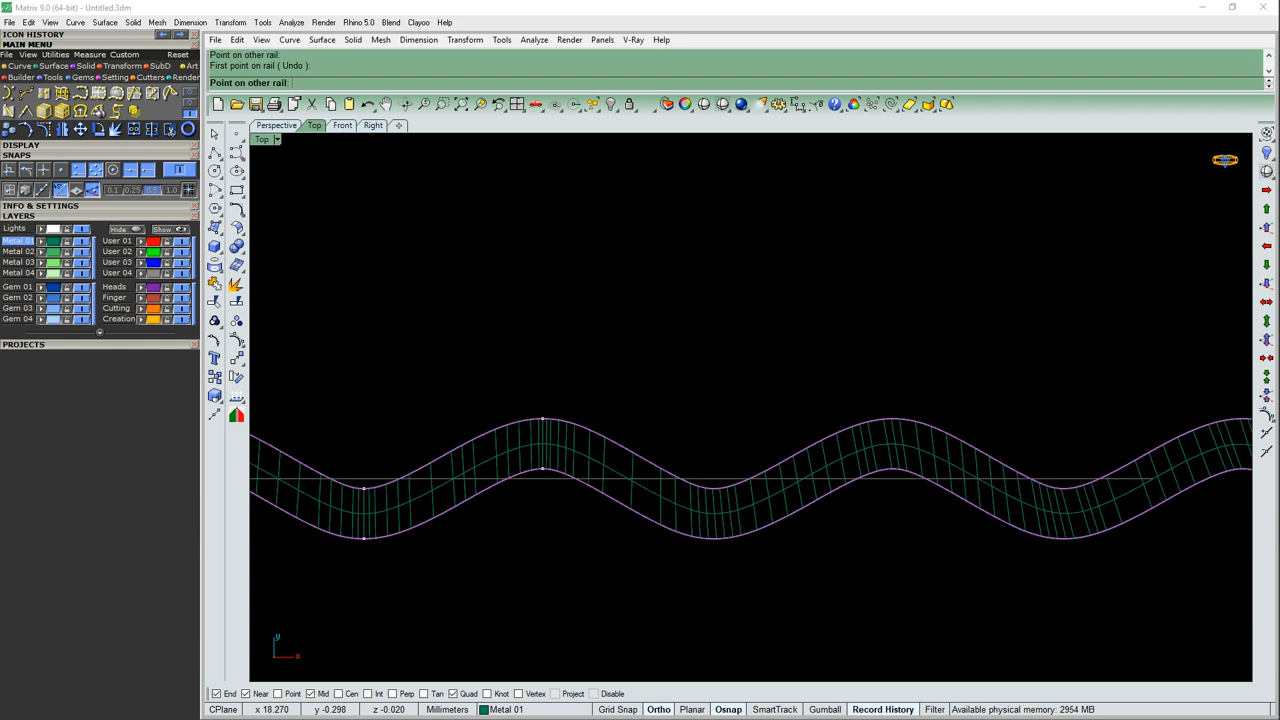 Matrix 9.0 (64-bit) - Untitled.3dm
File Edit View Curve Surface Solid Mesh Dimension Transform Tools Analyze Render Rhino 5.0 Blend Clayoo Help
ICON HISTORY
MAIN MENU
File View Utilities Measure Custom Reset
Curve Surface Solid Transform SubD Art
Builder Tools Gems Setting Cutters Render
DISPLAY
SNAPS
0.1 0.25 0.5 1.0
INFO & SETTINGS
LAYERS
Lights Hide Show
Metal 01 User 01
Metal 02 User 02
Metal 03 User 03
Metal 04 User 04
Gem 01 Heads
Gem 02 Finger
Gem 03 Cutting
Gem 04 Creation
PROJECTS
File Edit View Curve Surface Solid Mesh Dimension Transform Tools Analyze Render Panels V-Ray Help
Point on other rail:
First point on rail ( Undo ):
Point on other rail:
Perspective Top Front Right
Top
y
x
End Near Point Mid Cen Int Perp Tan Quad Knot Vertex Project Disable
CPlane x 18.270 y -0.298 z -0.020 Millimeters Metal 01 Grid Snap Ortho Planar Osnap SmartTrack Gumball Record History Filter Available physical memory: 2954 MB